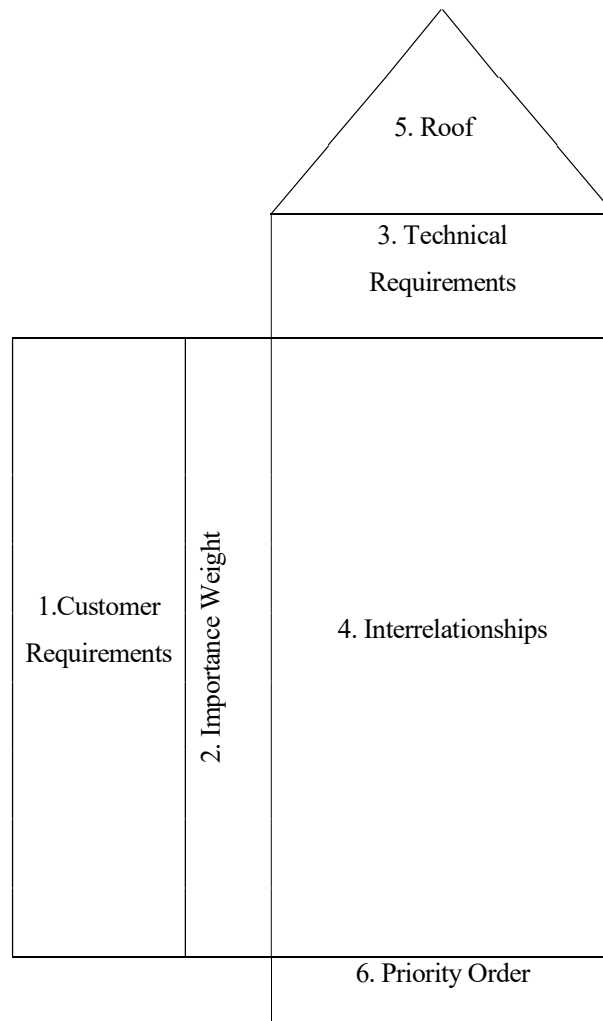 5. Roof
3. Technical
Requirements
1.Customer
Requirements
2. Importance Weight
4. Interrelationships
6. Priority Order